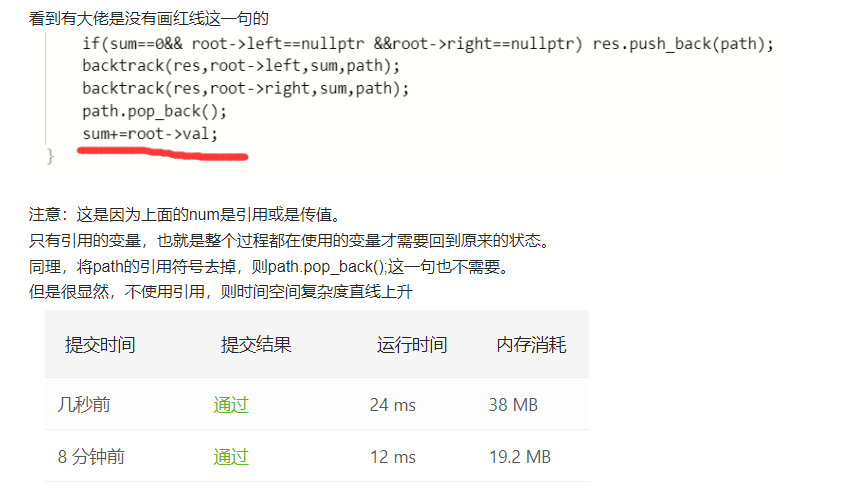 看到有大佬是没有画红线这一句的
if(sum==0&& root->left==nullptr &&root->right==nullptr) res.push_back(path);
backtrack(res,root->left,sum,path);
backtrack(res,root->right,sum,path);
path.pop_back();
sum+=root->val;
}
注意：这是因为上面的num是引用或是传值。
只有引用的变量，也就是整个过程都在使用的变量才需要回到原来的状态。
同理，将path的引用符号去掉，则path.pop_back();这一句也不需要。
但是很显然，不使用引用，则时间空间复杂度直线上升
提交时间 提交结果 运行时间 内存消耗
几秒前 通过 24 ms 38 MB
8 分钟前 通过 12 ms 19.2 MB